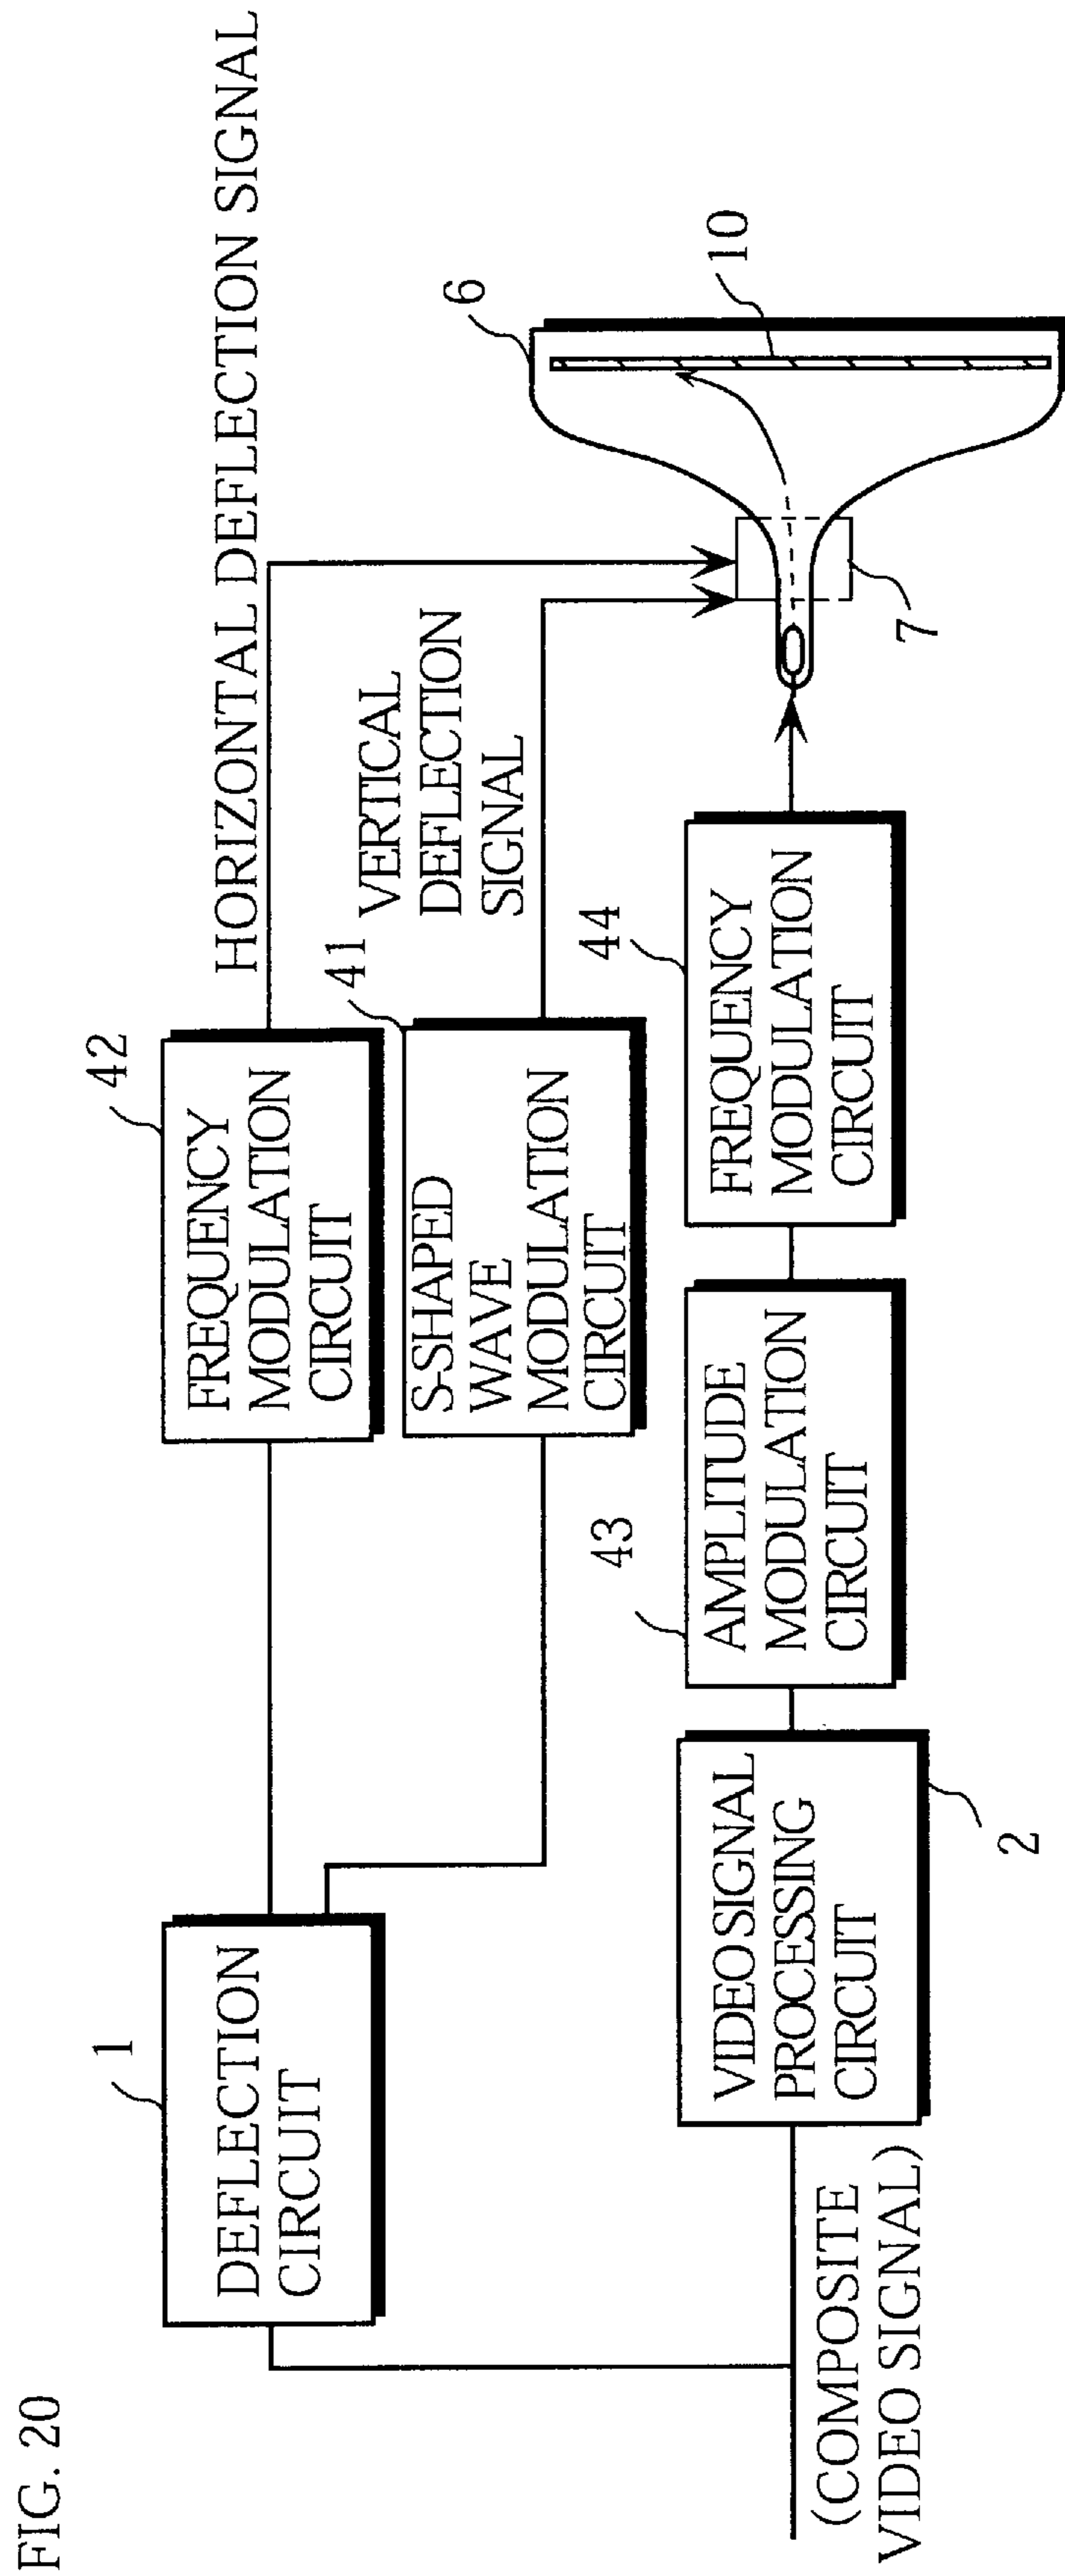 FIG. 20
1
DEFLECTION
CIRCUIT
42
FREQUENCY
MODULATION
CIRCUIT
HORIZONTAL DEFLECTION SIGNAL
41
S-SHAPED
WAVE
MODULATION
CIRCUIT
VERTICAL
DEFLECTION
SIGNAL
(COMPOSITE
VIDEO SIGNAL)
2
VIDEO SIGNAL
PROCESSING
CIRCUIT
43
AMPLITUDE
MODULATION
CIRCUIT
44
FREQUENCY
MODULATION
CIRCUIT
7
6
10